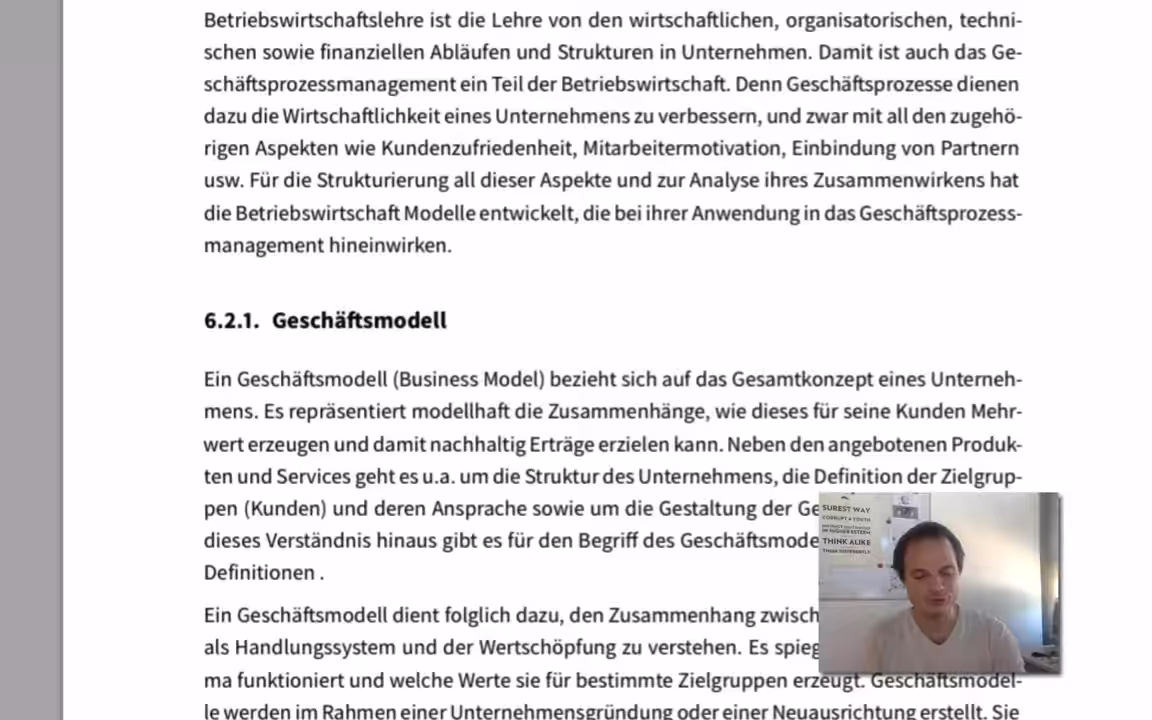 Betriebswirtschaftslehre ist die Lehre von den wirtschaftlichen, organisatorischen, techni-
schen sowie finanziellen Abläufen und Strukturen in Unternehmen. Damit ist auch das Ge-
schäftsprozessmanagement ein Teil der Betriebswirtschaft. Denn Geschäftsprozesse dienen
dazu die Wirtschaftlichkeit eines Unternehmens zu verbessern, und zwar mit all den zugehö-
rigen Aspekten wie Kundenzufriedenheit, Mitarbeitermotivation, Einbindung von Partnern
usw. Für die Strukturierung all dieser Aspekte und zur Analyse ihres Zusammenwirkens hat
die Betriebswirtschaft Modelle entwickelt, die bei ihrer Anwendung in das Geschäftsprozess-
management hineinwirken.
6.2.1. Geschäftsmodell
Ein Geschäftsmodell (Business Model) bezieht sich auf das Gesamtkonzept eines Unterneh-
mens. Es repräsentiert modellhaft die Zusammenhänge, wie dieses für seine Kunden Mehr-
wert erzeugen und damit nachhaltig Erträge erzielen kann. Neben den angebotenen Produk-
ten und Services geht es u.a. um die Struktur des Unternehmens, die Definition der Zielgrup-
pen (Kunden) und deren Ansprache sowie um die Gestaltung der Ge
dieses Verständnis hinaus gibt es für den Begriff des Geschäftsmode
Definitionen .
Ein Geschäftsmodell dient folglich dazu, den Zusammenhang zwisch
als Handlungssystem und der Wertschöpfung zu verstehen. Es spieg
ma funktioniert und welche Werte sie für bestimmte Zielgruppen erzeugt. Geschäftsmodel-
le werden im Rahmen einer Unternehmensgründung oder einer Neuausrichtung erstellt. Sie
SUREST WAY
CORRUPT A YOUTH
THINK ALIKE
THINK DIFFERENTLY